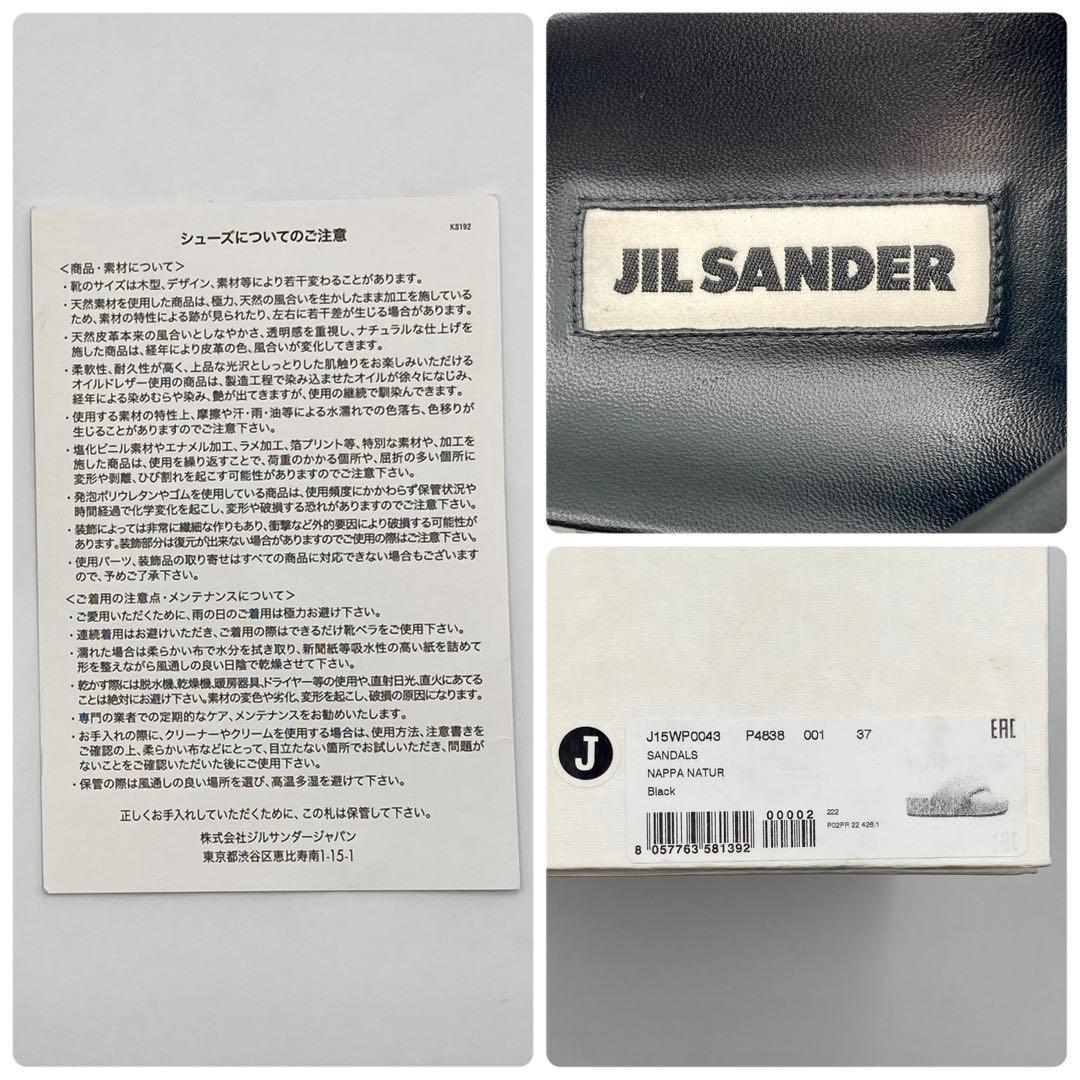 シューズについてのご注意
KS192
＜商品・素材について＞
・靴のサイズは木型、デザイン、素材等により若干変わることがあります。
・天然素材を使用した商品は、極力、天然の風合いを生かしたまま加工を施している
ため、素材の特性による跡が見られたり、左右に若干差が生じる場合があります。
・天然皮革本来の風合いとしなやかさ、透明感を重視し、ナチュラルな仕上げを
施した商品は、経年により皮革の色、風合いが変化してきます。
・柔軟性、耐久性が高く、上品な光沢としっとりした肌触りをお楽しみいただける
オイルドレザー使用の商品は、製造工程で染み込ませたオイルが徐々になじみ、
経年による染めむらや染み、艶が出てきますが、使用の継続で馴染んできます。
・使用する素材の特性上、摩擦や汗・雨・油等による水濡れでの色落ち、色移りが
生じることがありますのでご注意下さい。
・塩化ビニル素材やエナメル加工、ラメ加工、箔プリント等、特別な素材や、加工を
施した商品は、使用を繰り返すことで、荷重のかかる個所や、屈折の多い個所に
変形や剥離、ひび割れを起こす可能性がありますのでご注意下さい。
・発泡ポリウレタンやゴムを使用している商品は、使用頻度にかかわらず保管状況や
時間経過で化学変化を起こし、変形や破損する恐れがありますのでご注意下さい。
・装飾によっては非常に繊細な作りもあり、衝撃など外的要因により破損する可能性が
あります。装飾部分は復元が出来ない場合がありますのでご使用の際はご注意下さい。
・使用パーツ、装飾品の取り寄せはすべての商品に対応できない場合もございます
ので、予めご了承下さい。
＜ご着用の注意点・メンテナンスについて＞
・ご愛用いただくために、雨の日のご着用は極力お避け下さい。
・連続着用はお避けいただき、ご着用の際はできるだけ靴ベラをご使用下さい。
・濡れた場合は柔らかい布で水分を拭き取り、新聞紙等吸水性の高い紙を詰めて
形を整えながら風通しの良い日陰で乾燥させて下さい。
・乾かす際には脱水機、乾燥機、暖房器具、ドライヤー等の使用や、直射日光、直火にあてる
ことは絶対にお避け下さい。素材の変色や劣化、変形を起こし、破損の原因になります。
・専門の業者での定期的なケア、メンテナンスをお勧めいたします。
・お手入れの際に、クリーナーやクリームを使用する場合は、使用方法、注意書きを
ご確認の上、柔らかい布などにとって、目立たない箇所でお試しいただき、問題が
ないことをご確認いただいた後にご使用下さい。
・保管の際は風通しの良い場所を選び、高温多湿を避けて下さい。
正しくお手入れしていただくために、この札は保管して下さい。
株式会社ジルサンダージャパン
東京都渋谷区恵比寿南1-15-1
JIL SANDER
J
J15WP0043 P4838 001 37
SANDALS
NAPPA NATUR
Black
EAC
00002
222
P02PR 22 426/1
8 057763 581392